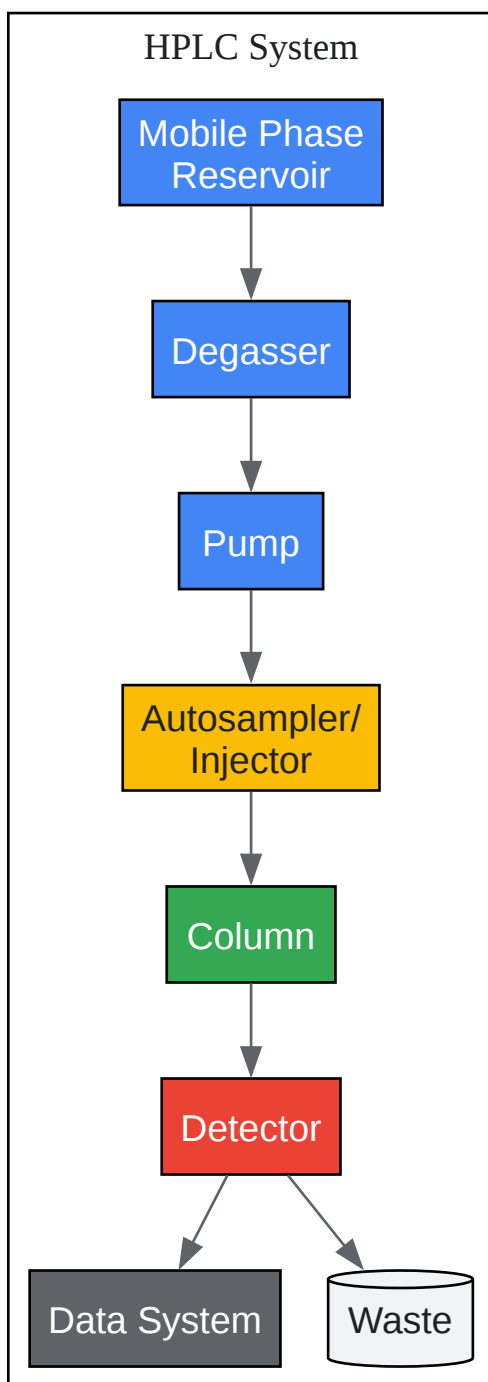 HPLC System
Mobile Phase
Reservoir
Degasser
Pump
Autosampler/
Injector
Column
Detector
Data System
Waste